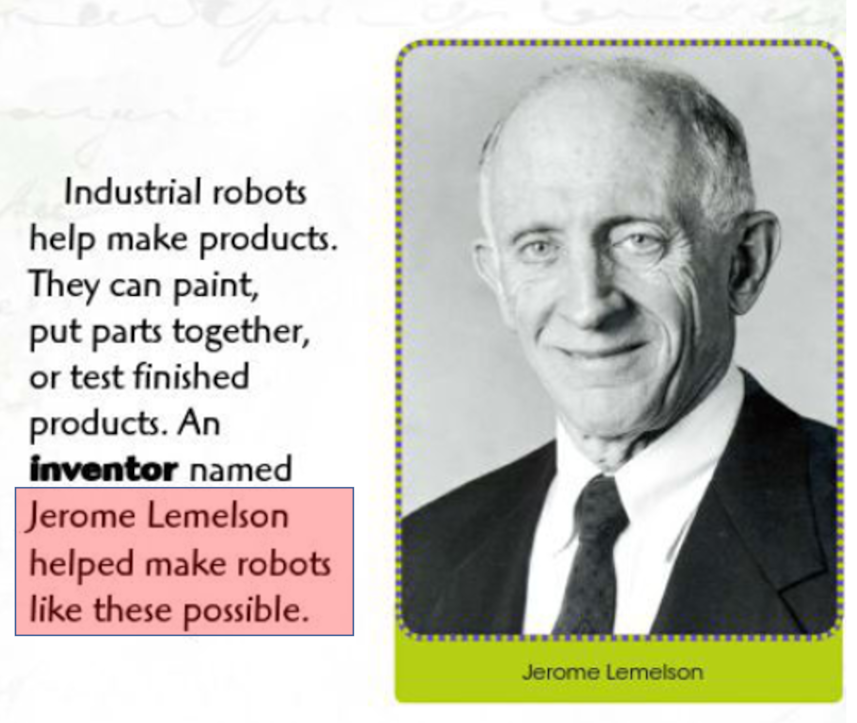 Industrial robots
help make products.
They can paint,
put parts together,
or test finished
products. An
inventor named
Jerome Lemelson
helped make robots
like these possible.
Jerome Lemelson